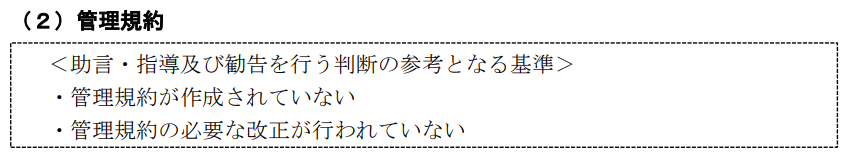 （２）管理規約
＜助言・指導及び勧告を行う判断の参考となる基準＞
・管理規約が作成されていない
・管理規約の必要な改正が行われていない